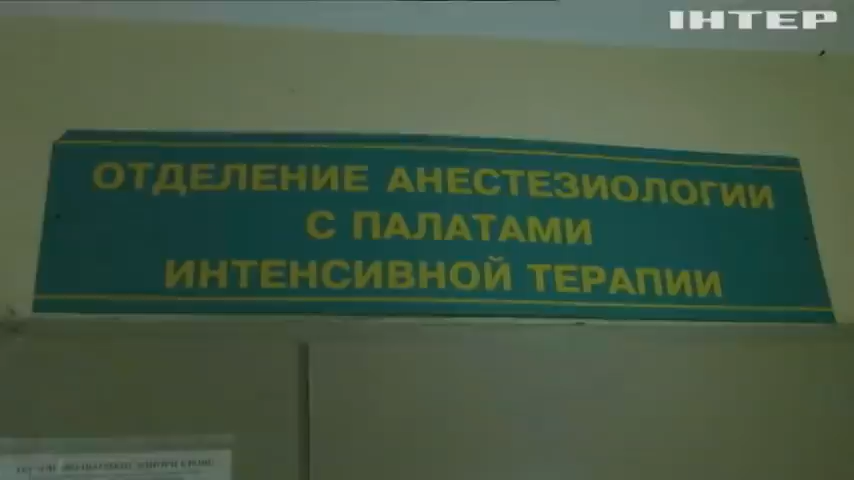 ІНТЕР
ОТДЕЛЕНИЕ АНЕСТЕЗИОЛОГИИ
С ПАЛАТАМИ
ИНТЕНСИВНОЙ ТЕРАПИИ